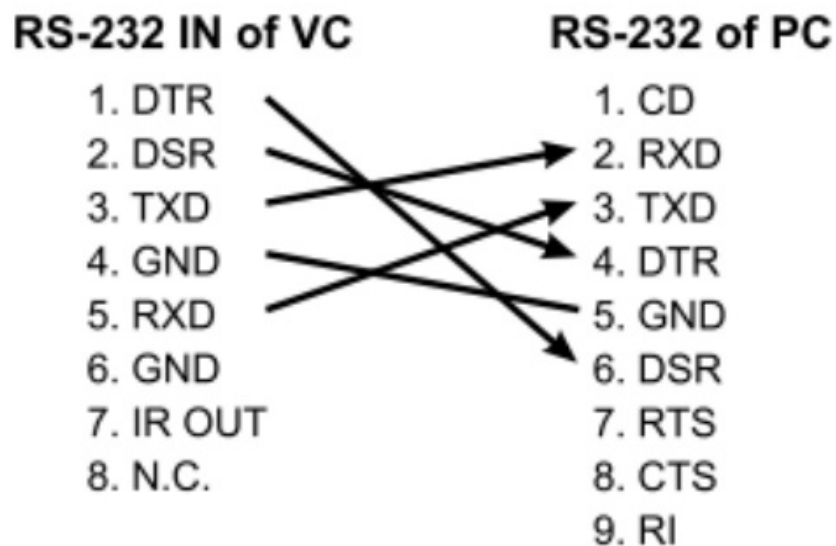 RS-232 IN of VC
1. DTR
2. DSR
3. TXD
4. GND
5. RXD
6. GND
7. IR OUT
8. N.C.
RS-232 of PC
1. CD
2. RXD
3. TXD
4. DTR
5. GND
6. DSR
7. RTS
8. CTS
9. RI